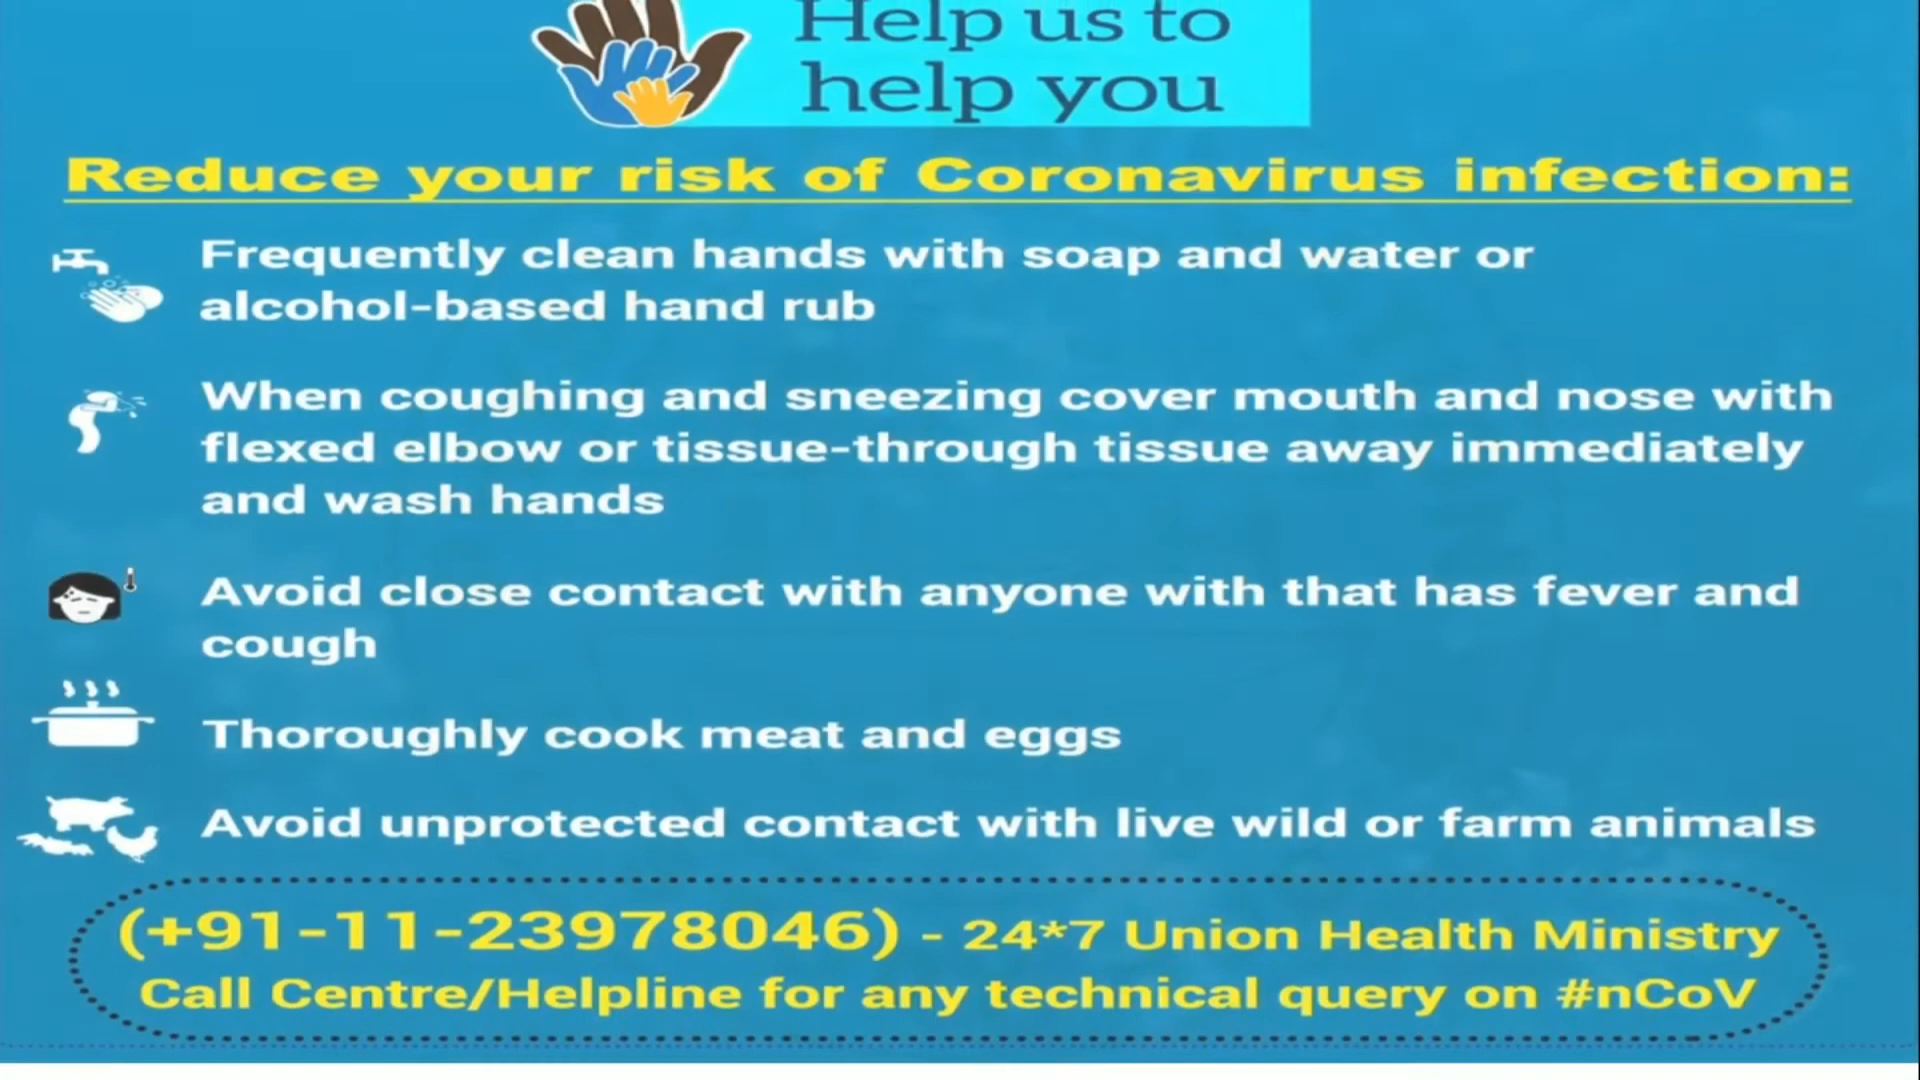 Help us to
help you
Reduce your risk of Coronavirus infection:
Frequently clean hands with soap and water or
alcohol-based hand rub
When coughing and sneezing cover mouth and nose with
flexed elbow or tissue-through tissue away immediately
and wash hands
Avoid close contact with anyone with that has fever and
cough
Thoroughly cook meat and eggs
Avoid unprotected contact with live wild or farm animals
(+91-11-23978046) - 24*7 Union Health Ministry
Call Centre/Helpline for any technical query on #nCoV